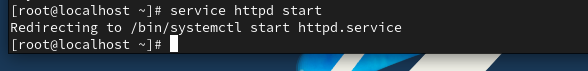 [root@localhost ~]# service httpd start
Redirecting to /bin/systemctl start httpd.service
[root@localhost ~]#